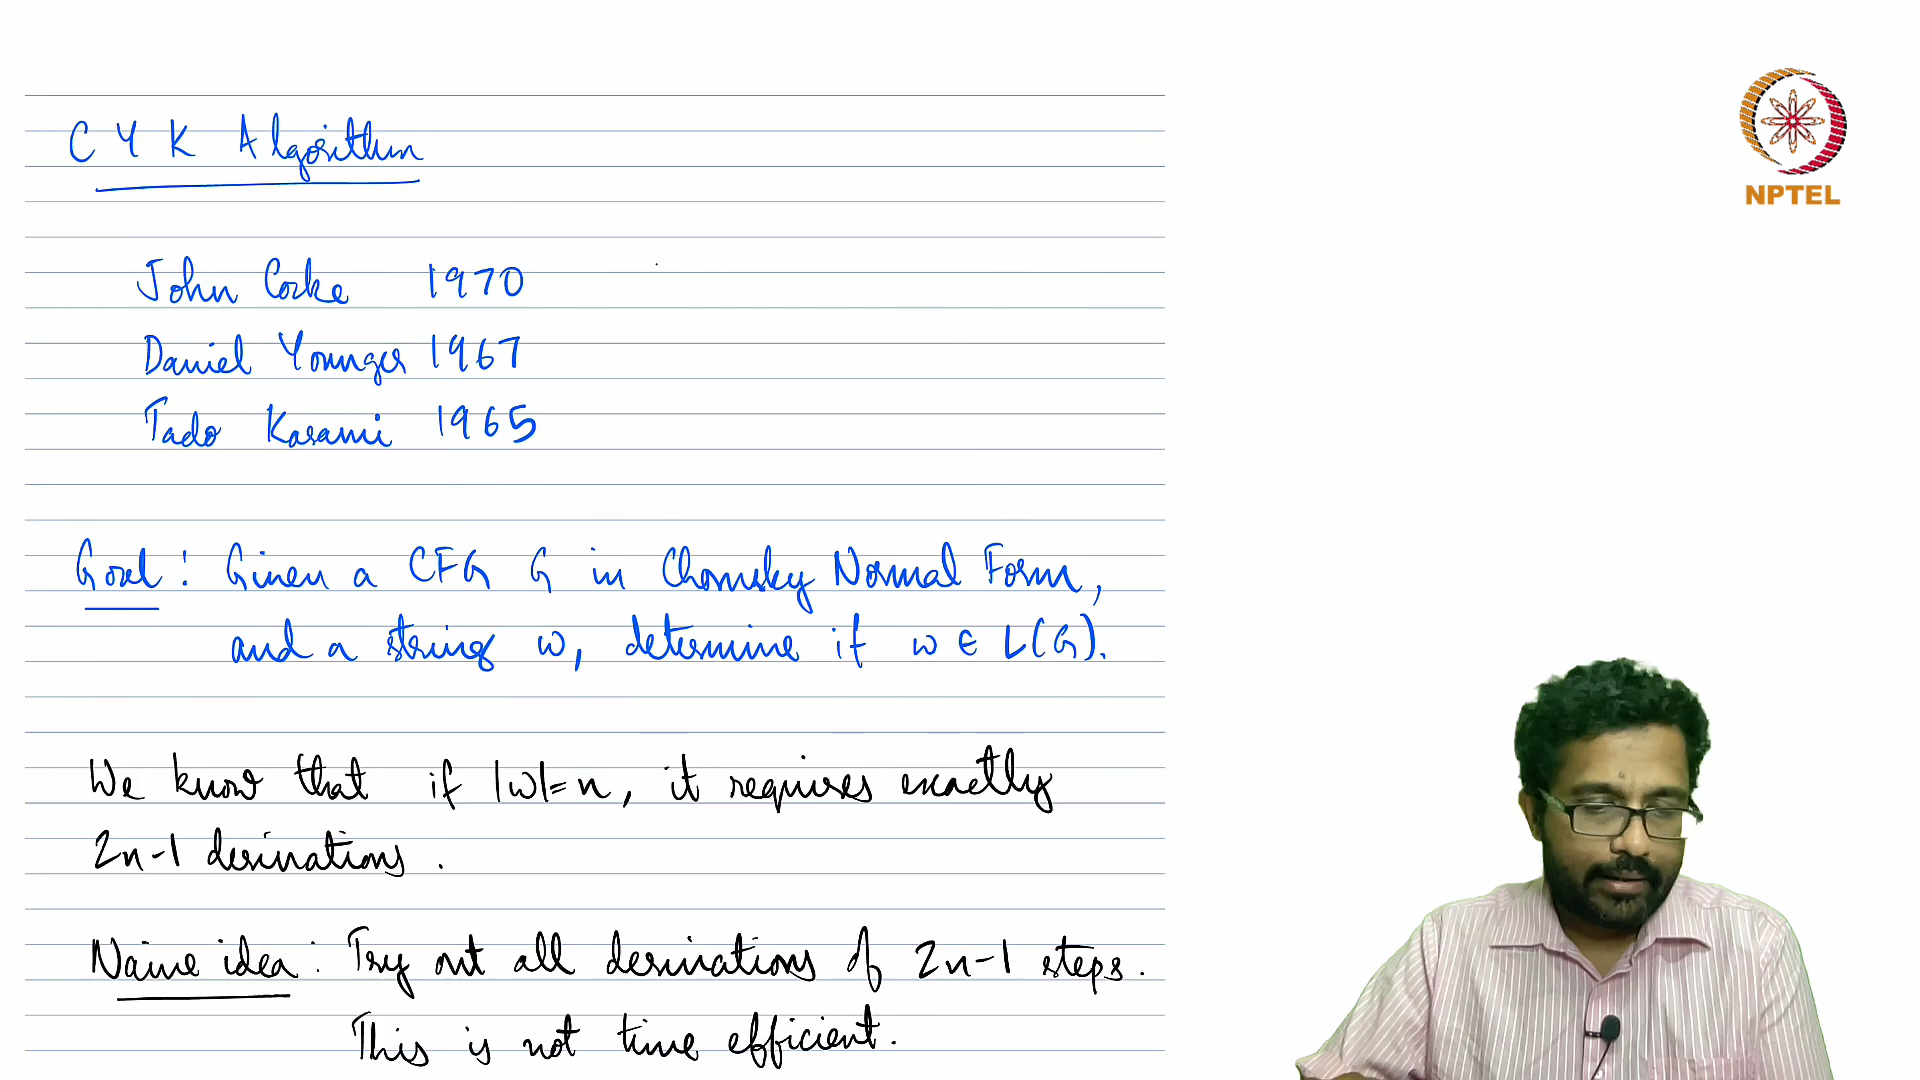 CYK Algorithm
NPTEL
John Cocke 1970
Daniel Younger 1967
Tado Kasami 1965
Goal: Given a CFG G in Chomsky Normal Form,
and a string w, determine if w ∈ L(G).
We know that if |w|=n, it requires exactly
2n-1 derivations.
Naive idea: Try out all derivations of 2n-1 steps.
This is not time efficient.